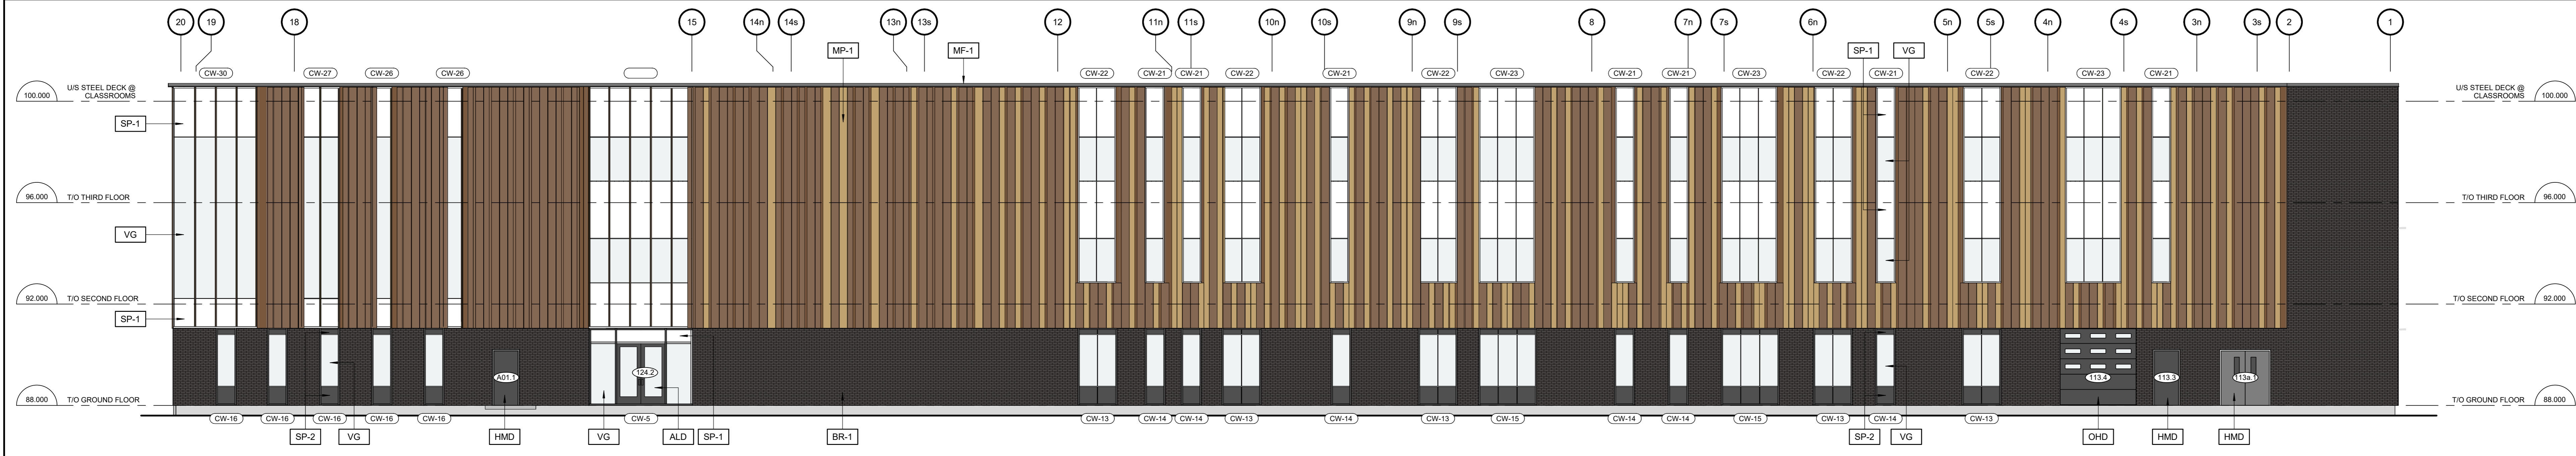 20 19 18 15 14n 14s 13n 13s 12 11n 11s 10n 10s 9n 9s 8 7n 7s 6n 5n 5s 4n 4s 3n 3s 2 1
MP-1 MF-1 SP-1 VG
CW-30 CW-27 CW-26 CW-26 CW-22 CW-21 CW-21 CW-22 CW-21 CW-22 CW-23 CW-21 CW-21 CW-23 CW-22 CW-21 CW-22 CW-23 CW-21
U/S STEEL DECK @
CLASSROOMS
100.000
U/S STEEL DECK @
CLASSROOMS
100.000
SP-1
96.000 T/O THIRD FLOOR
T/O THIRD FLOOR 96.000
VG
92.000 T/O SECOND FLOOR
T/O SECOND FLOOR 92.000
SP-1
A01.1 124.2 113.4 113.3 113a.1
88.000 T/O GROUND FLOOR
T/O GROUND FLOOR 88.000
CW-16 CW-16 CW-16 CW-16 CW-16 CW-5 CW-13 CW-14 CW-14 CW-13 CW-14 CW-13 CW-15 CW-14 CW-14 CW-15 CW-13 CW-14 CW-13
SP-2 VG HMD VG ALD SP-1 BR-1 SP-2 VG OHD HMD HMD